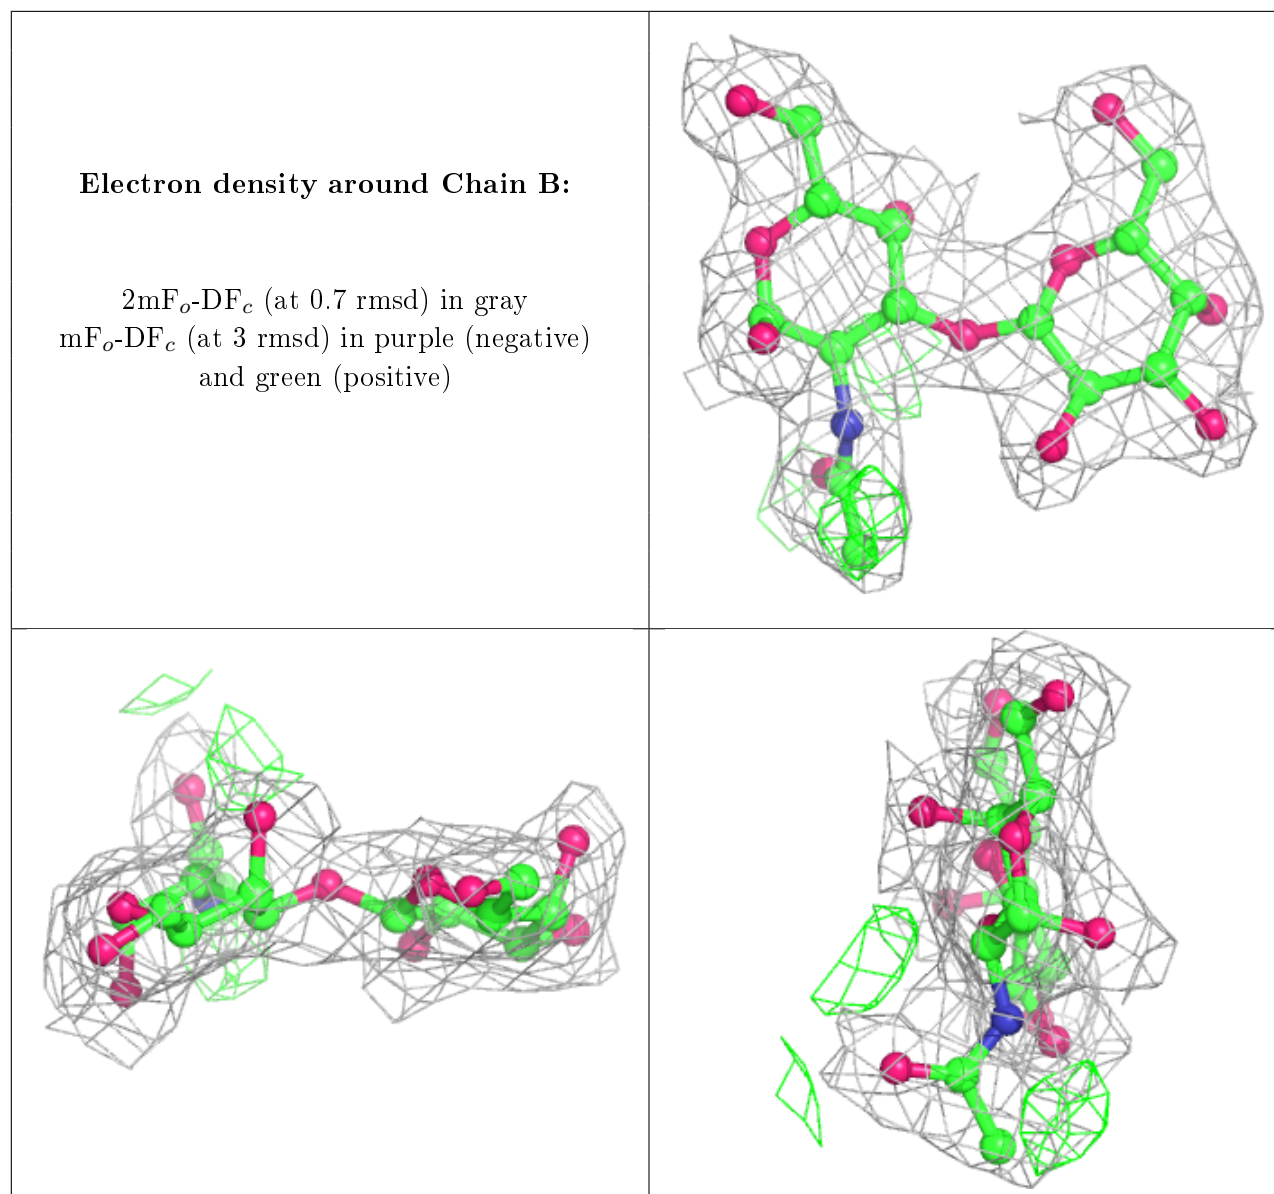 Electron density around Chain B:
2mFo-DFc (at 0.7 rmsd) in gray
mFo-DFc (at 3 rmsd) in purple (negative)
and green (positive)